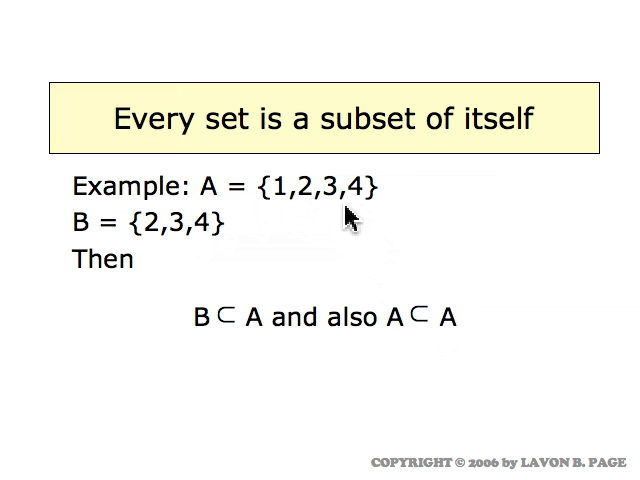 Every set is a subset of itself
Example: A = {1,2,3,4}
B = {2,3,4}
Then
B ⊂ A and also A ⊂ A
COPYRIGHT © 2006 by LAVON B. PAGE